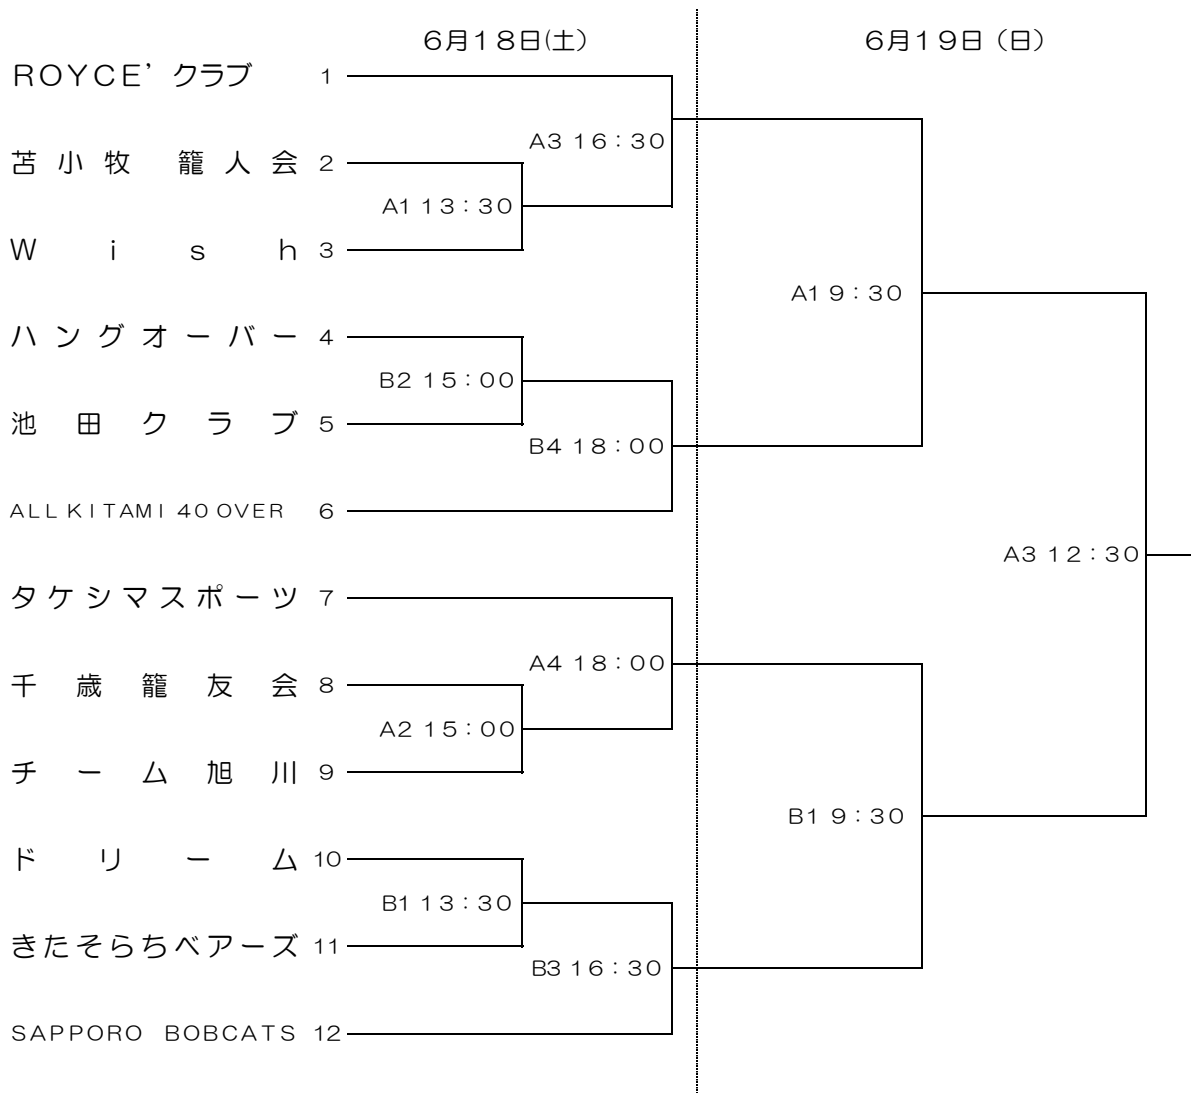 ６月１８日(土)　６月１９日（日）
ＲＯＹＣＥ’クラブ　1
A3 １６：３０
苫小牧　籠人会　2
A1 １３：３０
Ｗｉｓｈ　3
A1 ９：３０
ハングオーバー　4
B2 １５：００
池田クラブ　5
B4 １８：００
ALL KITAMI 40 OVER　6
A3 １２：３０
タケシマスポーツ　7
A4 １８：００
千歳籠友会　8
A2 １５：００
チーム旭川　9
B1 ９：３０
ドリーム　10
B1 １３：３０
きたそらちベアーズ　11
B3 １６：３０
SAPPORO　BOBCATS　12